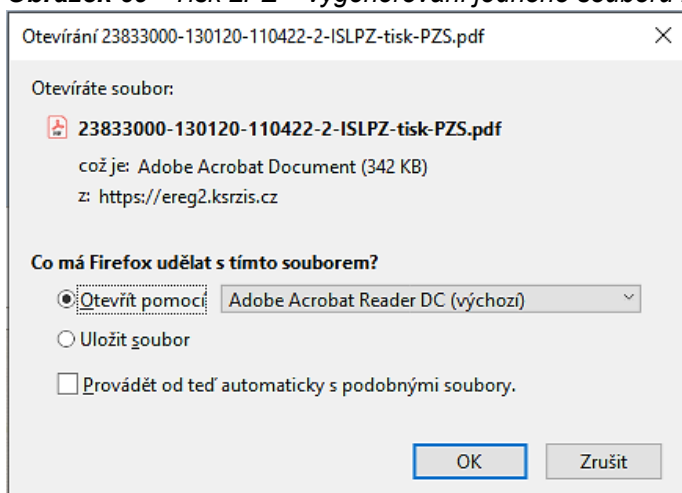 Otevírání 23833000-130120-110422-2-ISLPZ-tisk-PZS.pdf
Otevíráte soubor:
23833000-130120-110422-2-ISLPZ-tisk-PZS.pdf
což je: Adobe Acrobat Document (342 KB)
z: https://ereg2.ksrzis.cz
Co má Firefox udělat s tímto souborem?
Otevřít pomocí Adobe Acrobat Reader DC (výchozí)
Uložit soubor
Provádět od teď automaticky s podobnými soubory.
OK Zrušit